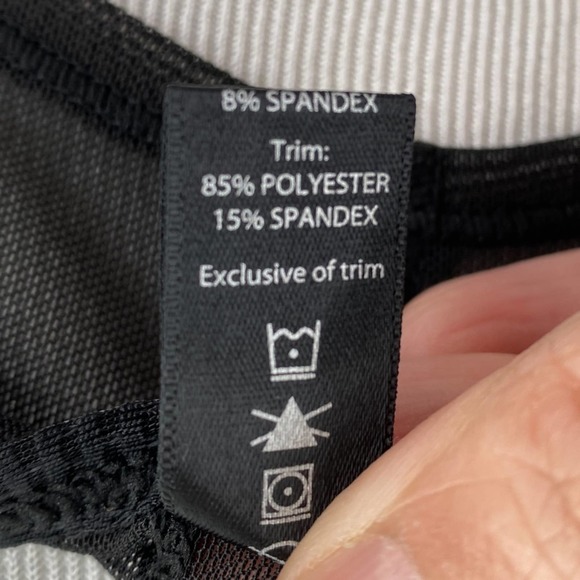 8% SPANDEX
Trim:
85% POLYESTER
15% SPANDEX
Exclusive of trim